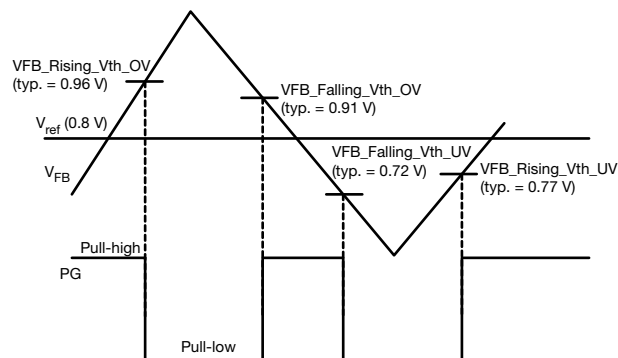 VFB_Rising_Vth_OV
(typ. = 0.96 V)
VFB_Falling_Vth_OV
(typ. = 0.91 V)
Vref (0.8 V)
VFB_Falling_Vth_UV
(typ. = 0.72 V)
VFB_Rising_Vth_UV
(typ. = 0.77 V)
VFB
Pull-high
PG
Pull-low